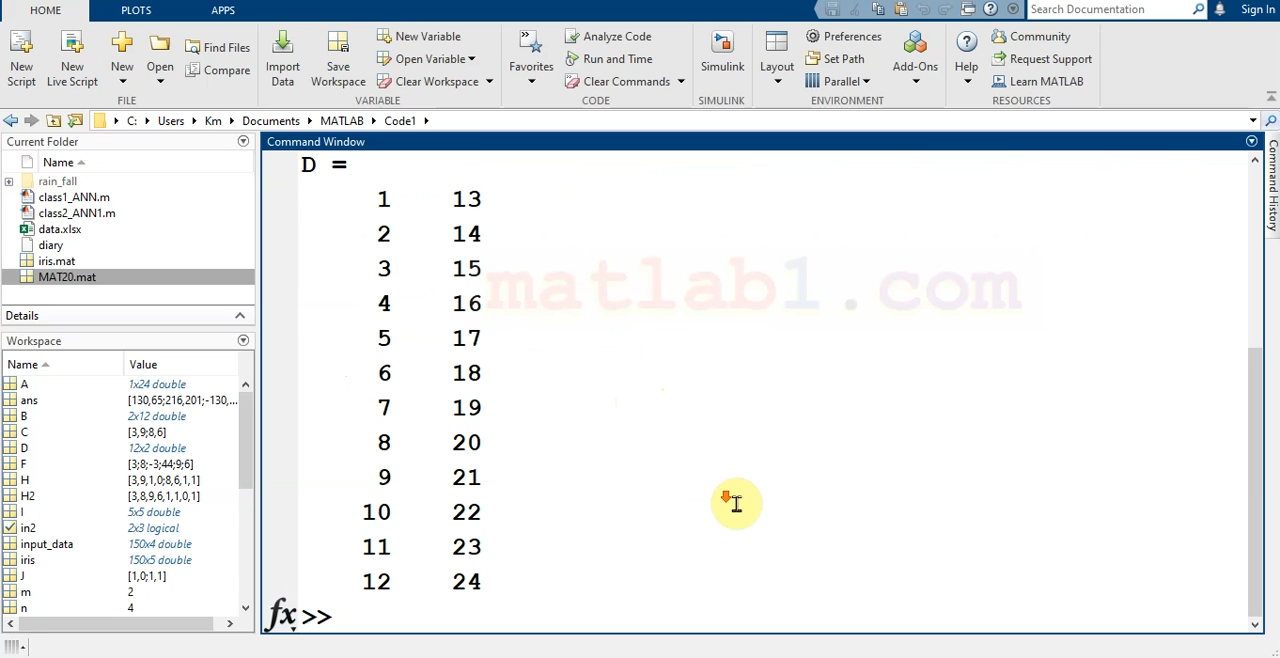 HOME PLOTS APPS Search Documentation Sign In
New Script
New Live Script
New
Open
Find Files
Compare
FILE
Import Data
Save Workspace
New Variable
Open Variable
Clear Workspace
VARIABLE
Favorites
Analyze Code
Run and Time
Clear Commands
CODE
Simulink
SIMULINK
Layout
Preferences
Set Path
Parallel
ENVIRONMENT
Add-Ons
Help
Community
Request Support
Learn MATLAB
RESOURCES
C: Users Km Documents MATLAB Code1
Current Folder
Name
rain_fall
class1_ANN.m
class2_ANN1.m
data.xlsx
diary
iris.mat
MAT20.mat
Details
Workspace
Name Value
A 1x24 double
ans [130,65;216,201;-130,...
B 2x12 double
C [3,9;8,6]
D 12x2 double
F [3;8;-3;44;9;6]
H [3,9,1,0;8,6,1,1]
H2 [3,8,9,6,1,1,0,1]
I 5x5 double
in2 2x3 logical
input_data 150x4 double
iris 150x5 double
J [1,0;1,1]
m 2
n 4
Command Window
D =
1 13
2 14
3 15
4 16
5 17
6 18
7 19
8 20
9 21
10 22
11 23
12 24
fx >>
matlab1.com
Command History